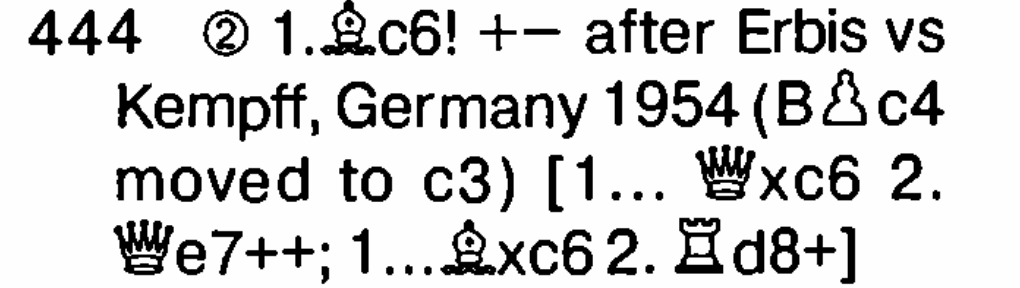 444 ② 1.♗c6! +− after Erbis vs
Kempff, Germany 1954 (B♙c4
moved to c3) [1... ♕xc6 2.
♕e7++; 1...♗xc6 2. ♖d8+]